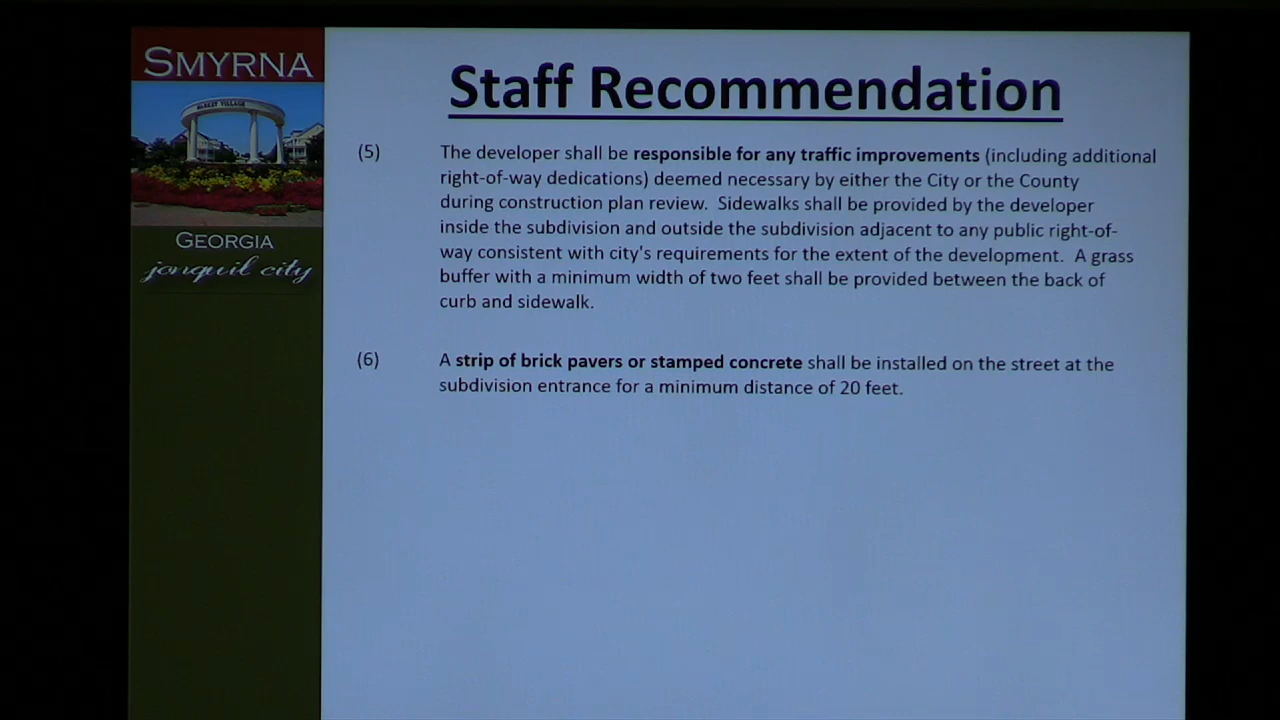 SMYRNA
MARKET VILLAGE
GEORGIA
jonquil city
Staff Recommendation
(5) The developer shall be responsible for any traffic improvements (including additional
right-of-way dedications) deemed necessary by either the City or the County
during construction plan review. Sidewalks shall be provided by the developer
inside the subdivision and outside the subdivision adjacent to any public right-of-
way consistent with city's requirements for the extent of the development. A grass
buffer with a minimum width of two feet shall be provided between the back of
curb and sidewalk.
(6) A strip of brick pavers or stamped concrete shall be installed on the street at the
subdivision entrance for a minimum distance of 20 feet.